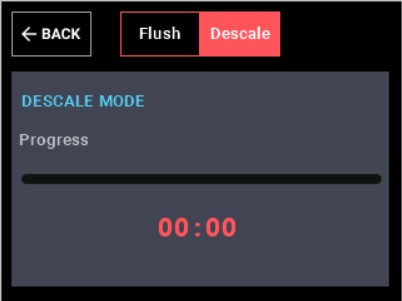 ← BACK
Flush
Descale
DESCALE MODE
Progress
00:00